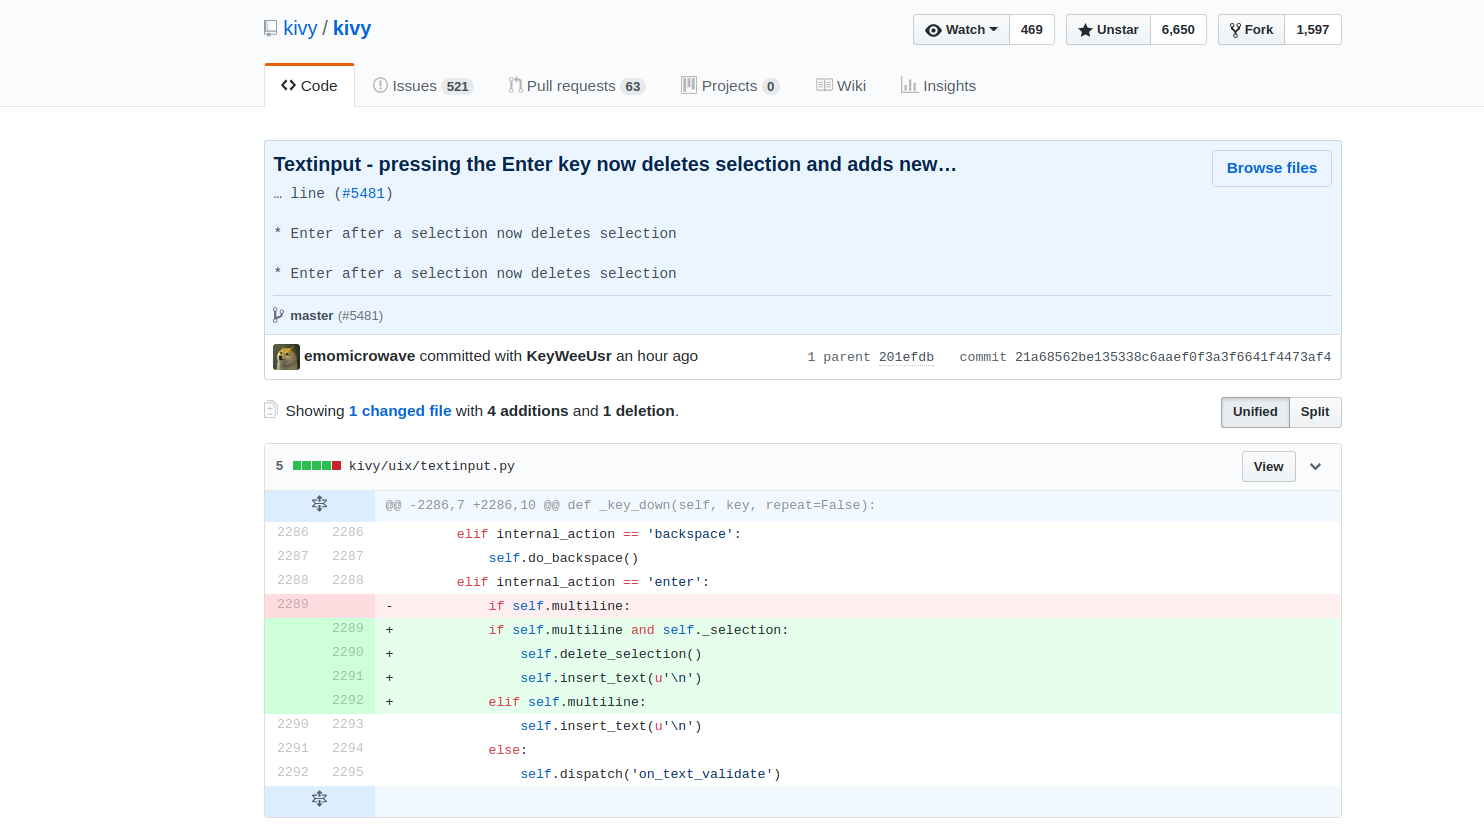 kivy / kivy
Watch 469 Unstar 6,650 Fork 1,597
Code Issues 521 Pull requests 63 Projects 0 Wiki Insights
Textinput - pressing the Enter key now deletes selection and adds new…
Browse files
… line (#5481)
* Enter after a selection now deletes selection
* Enter after a selection now deletes selection
master (#5481)
emomicrowave committed with KeyWeeUsr an hour ago 1 parent 201efdb commit 21a68562be135338c6aaef0f3a3f6641f4473af4
Showing 1 changed file with 4 additions and 1 deletion.
Unified Split
5 kivy/uix/textinput.py View
@@ -2286,7 +2286,10 @@ def _key_down(self, key, repeat=False):
2286 2286 elif internal_action == 'backspace':
2287 2287 self.do_backspace()
2288 2288 elif internal_action == 'enter':
2289 - if self.multiline:
2289 + if self.multiline and self._selection:
2290 + self.delete_selection()
2291 + self.insert_text(u'\n')
2292 + elif self.multiline:
2290 2293 self.insert_text(u'\n')
2291 2294 else:
2292 2295 self.dispatch('on_text_validate')